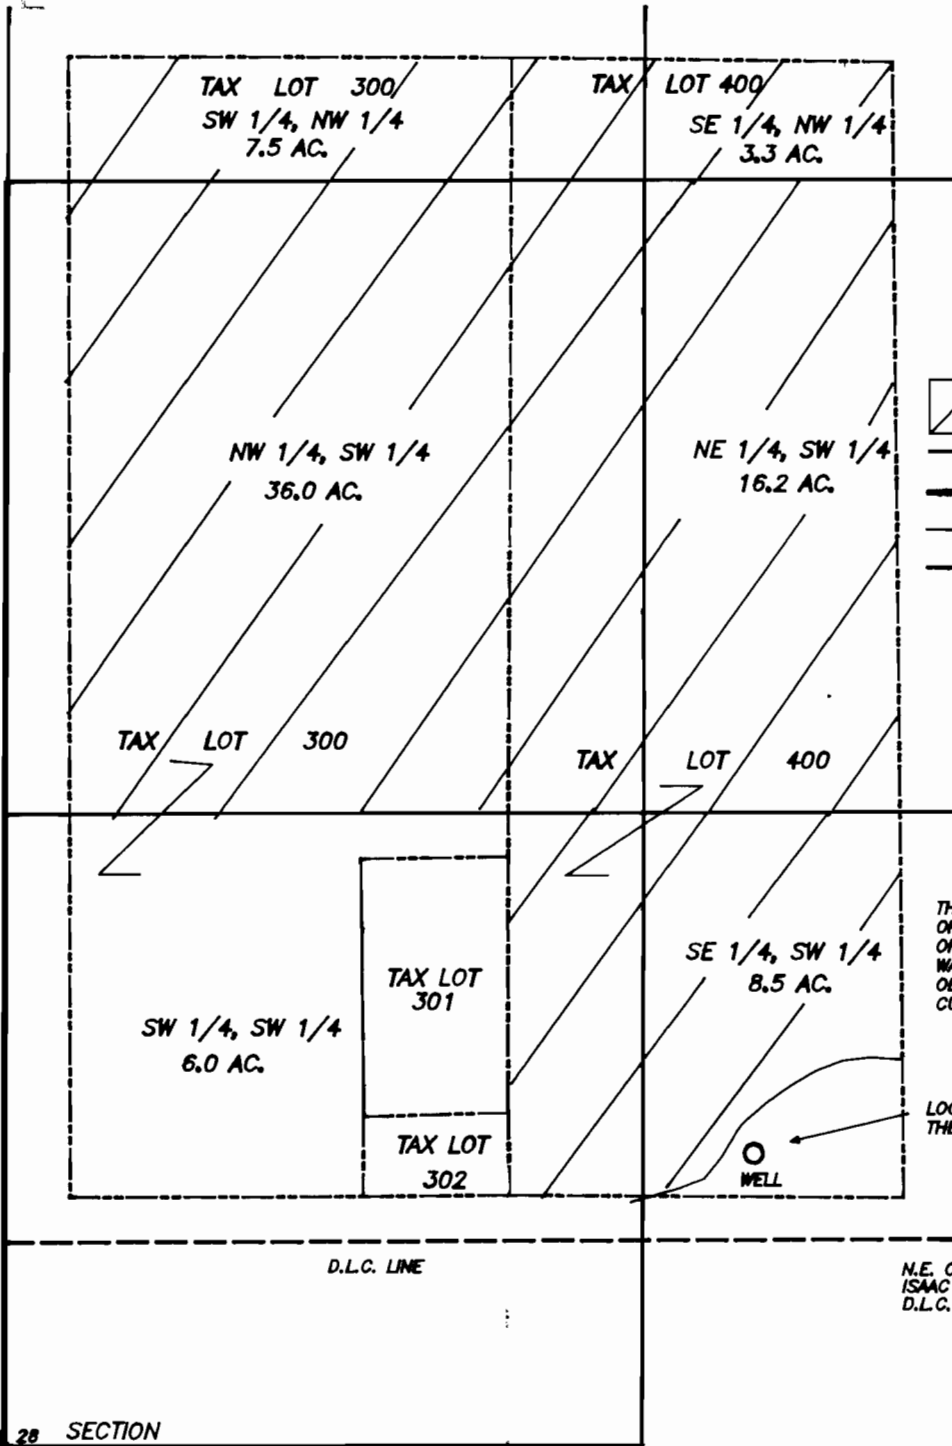 TAX LOT 300
SW 1/4, NW 1/4
7.5 AC.
TAX LOT 400
SE 1/4, NW 1/4
3.3 AC.
NW 1/4, SW 1/4
36.0 AC.
NE 1/4, SW 1/4
16.2 AC.
TAX LOT 300
TAX LOT 400
TAX LOT
301
SW 1/4, SW 1/4
6.0 AC.
SE 1/4, SW 1/4
8.5 AC.
TAX LOT
302
WELL
D.L.C. LINE
N.E.
ISAAC
D.L.C.
28 SECTION